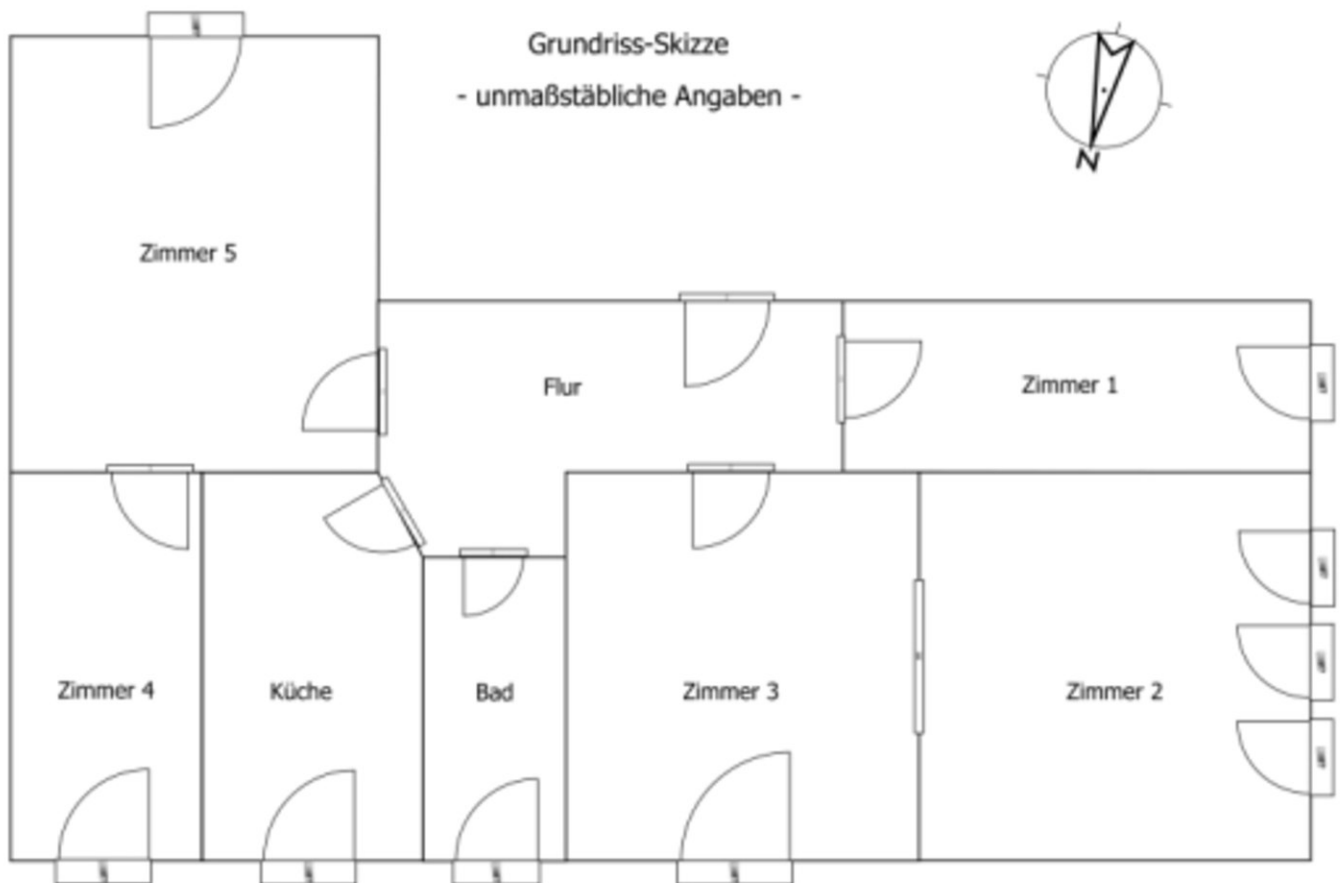 Grundriss-Skizze
- unmaßstäbliche Angaben -
N
Zimmer 5
Flur
Zimmer 1
Zimmer 4
Küche
Bad
Zimmer 3
Zimmer 2